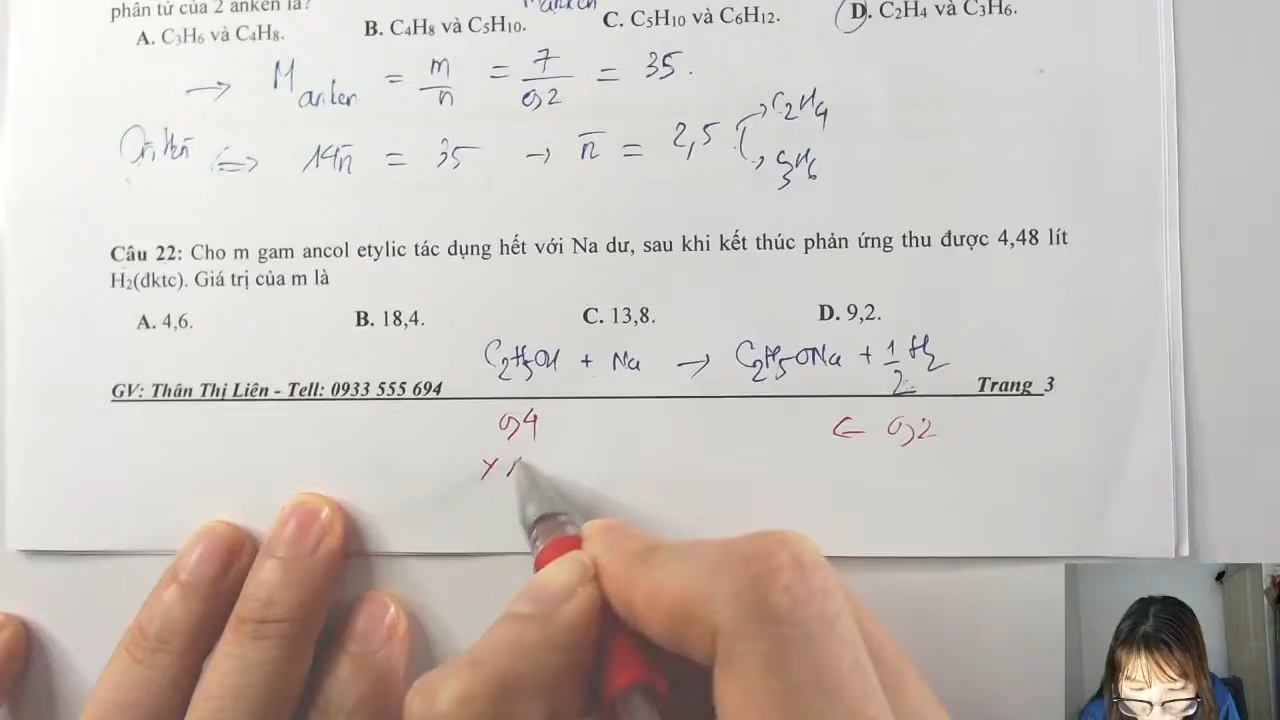 phân tử của 2 anken là?
A. C₃H₆ và C₄H₈. B. C₄H₈ và C₅H₁₀. C. C₅H₁₀ và C₆H₁₂. D. C₂H₄ và C₃H₆.
→ M anken = m/n = 7/0,2 = 35.
⇔ 14n̄ = 35 → n̄ = 2,5 → C₂H₄ → C₃H₆
Câu 22: Cho m gam ancol etylic tác dụng hết với Na dư, sau khi kết thúc phản ứng thu được 4,48 lít
H₂(đktc). Giá trị của m là
A. 4,6. B. 18,4. C. 13,8. D. 9,2.
C₂H₅OH + Na → C₂H₅ONa + 1/2 H₂
GV: Thân Thị Liên - Tell: 0933 555 694 Trang 3
0,4 ← 0,2